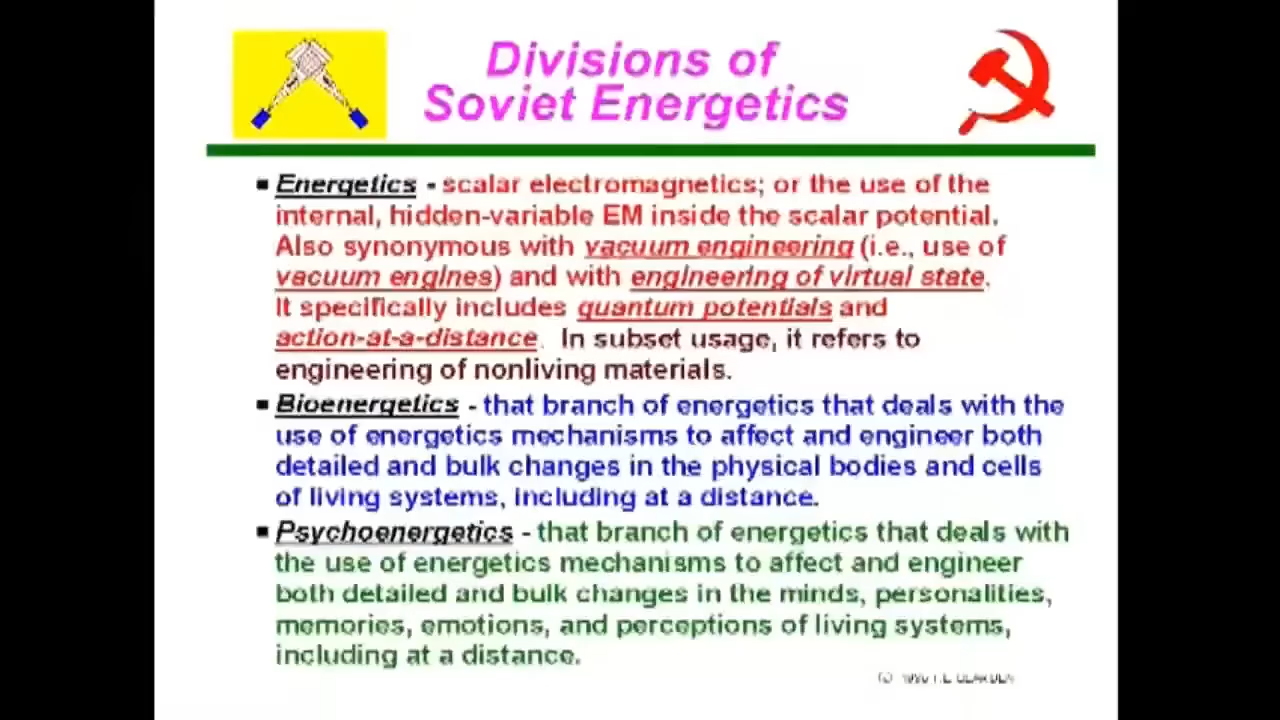 Divisions of
Soviet Energetics
▪ Energetics - scalar electromagnetics; or the use of the
internal, hidden-variable EM inside the scalar potential.
Also synonymous with vacuum engineering (i.e., use of
vacuum engines) and with engineering of virtual state.
It specifically includes quantum potentials and
action-at-a-distance. In subset usage, it refers to
engineering of nonliving materials.
▪ Bioenergetics - that branch of energetics that deals with the
use of energetics mechanisms to affect and engineer both
detailed and bulk changes in the physical bodies and cells
of living systems, including at a distance.
▪ Psychoenergetics - that branch of energetics that deals with
the use of energetics mechanisms to affect and engineer
both detailed and bulk changes in the minds, personalities,
memories, emotions, and perceptions of living systems,
including at a distance.